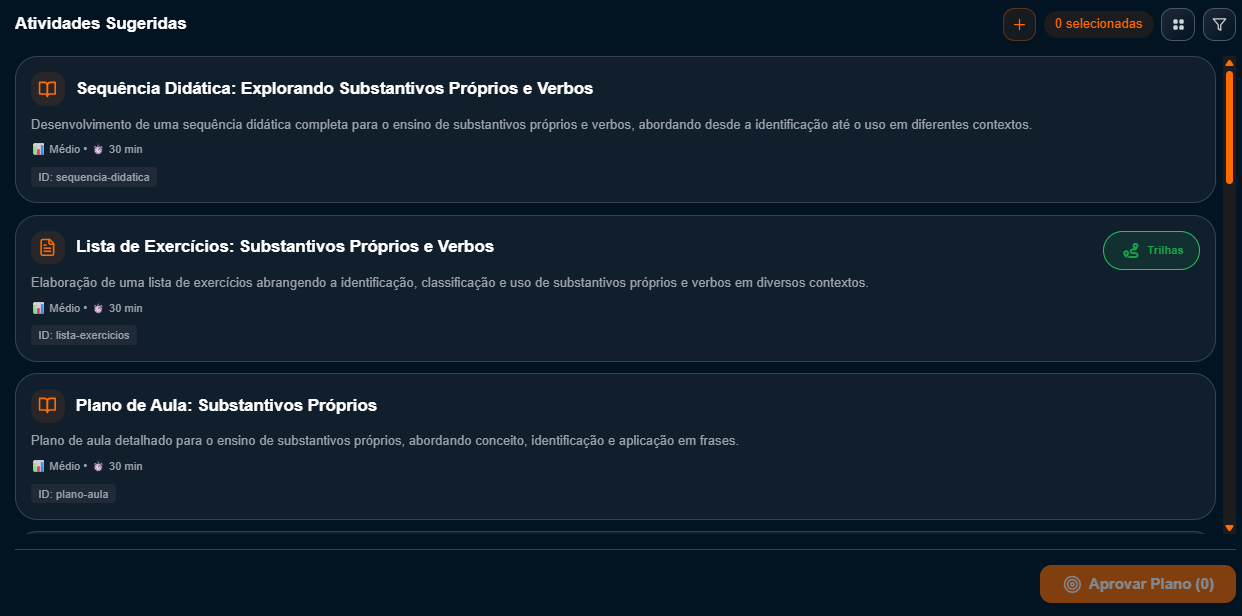 Atividades Sugeridas
0 selecionadas
Sequência Didática: Explorando Substantivos Próprios e Verbos
Desenvolvimento de uma sequência didática completa para o ensino de substantivos próprios e verbos, abordando desde a identificação até o uso em diferentes contextos.
Médio • 30 min
ID: sequencia-didatica
Lista de Exercícios: Substantivos Próprios e Verbos
Trilhas
Elaboração de uma lista de exercícios abrangendo a identificação, classificação e uso de substantivos próprios e verbos em diversos contextos.
Médio • 30 min
ID: lista-exercicios
Plano de Aula: Substantivos Próprios
Plano de aula detalhado para o ensino de substantivos próprios, abordando conceito, identificação e aplicação em frases.
Médio • 30 min
ID: plano-aula
Aprovar Plano (0)